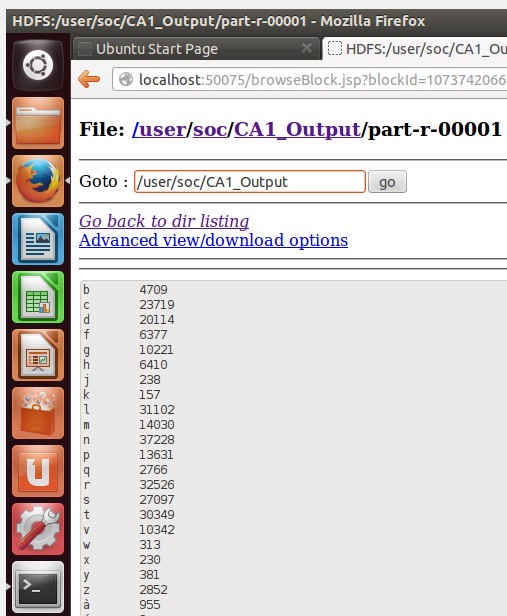 HDFS:/user/soc/CA1_Output/part-r-00001 - Mozilla Firefox
Ubuntu Start Page
HDFS:/user/soc/CA1_Ou
localhost:50075/browseBlock.jsp?blockId=1073742066
File: /user/soc/CA1_Output/part-r-00001
Goto : /user/soc/CA1_Output go
Go back to dir listing
Advanced view/download options
b 4709
c 23719
d 20114
f 6377
g 10221
h 6410
j 238
k 157
l 31102
m 14030
n 37228
p 13631
q 2766
r 32526
s 27097
t 30349
v 10342
w 313
x 230
y 381
z 2852
à 955